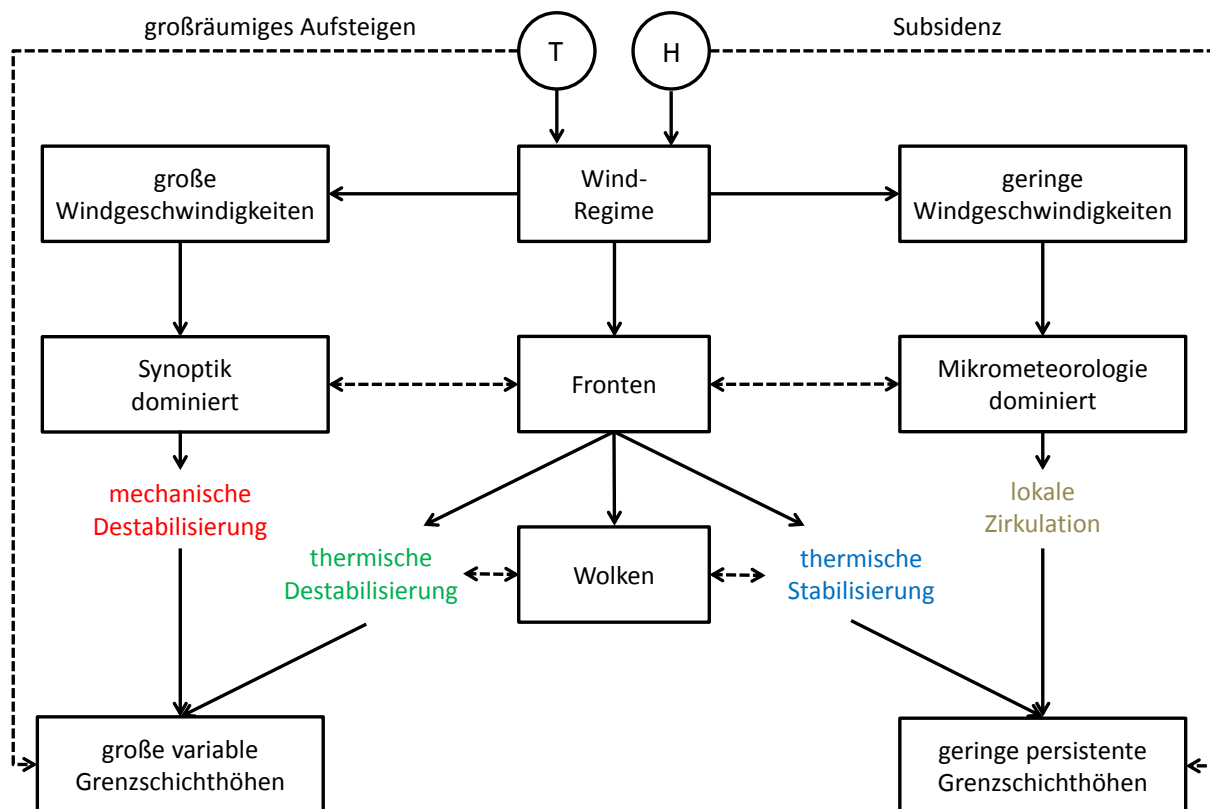 großräumiges Aufsteigen
T
H
Subsidenz
große
Windgeschwindigkeiten
Wind-
Regime
geringe
Windgeschwindigkeiten
Synoptik
dominiert
Fronten
Mikrometeorologie
dominiert
mechanische
Destabilisierung
lokale
Zirkulation
thermische
Destabilisierung
Wolken
thermische
Stabilisierung
große variable
Grenzschichthöhen
geringe persistente
Grenzschichthöhen